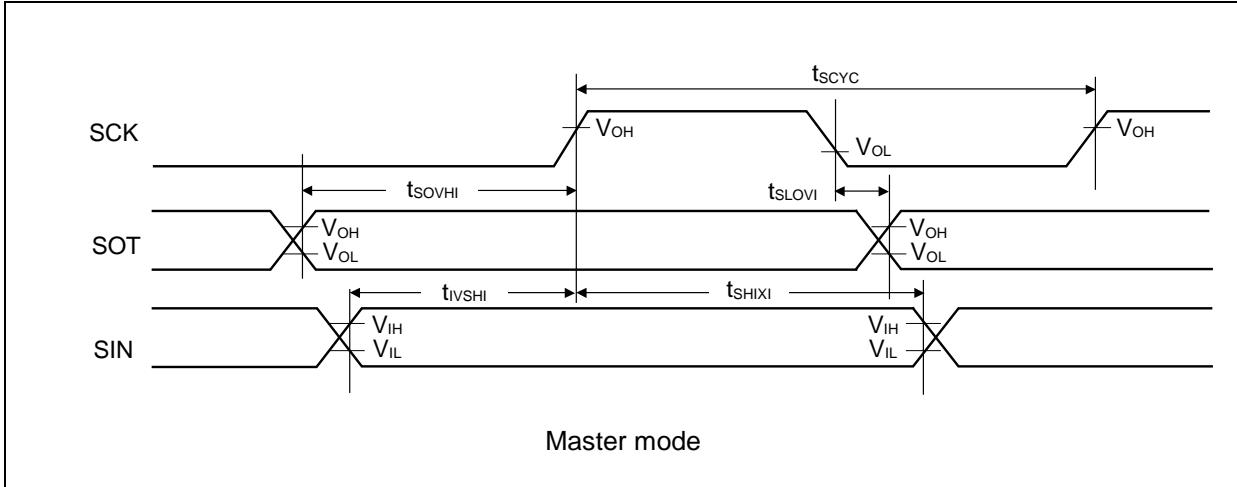 tSCYC
SCK
VOH
VOL
VOH
tSOVHI
tSLOVI
SOT
VOH
VOL
VOH
VOL
tIVSHI
tSHIXI
SIN
VIH
VIL
VIH
VIL
Master mode